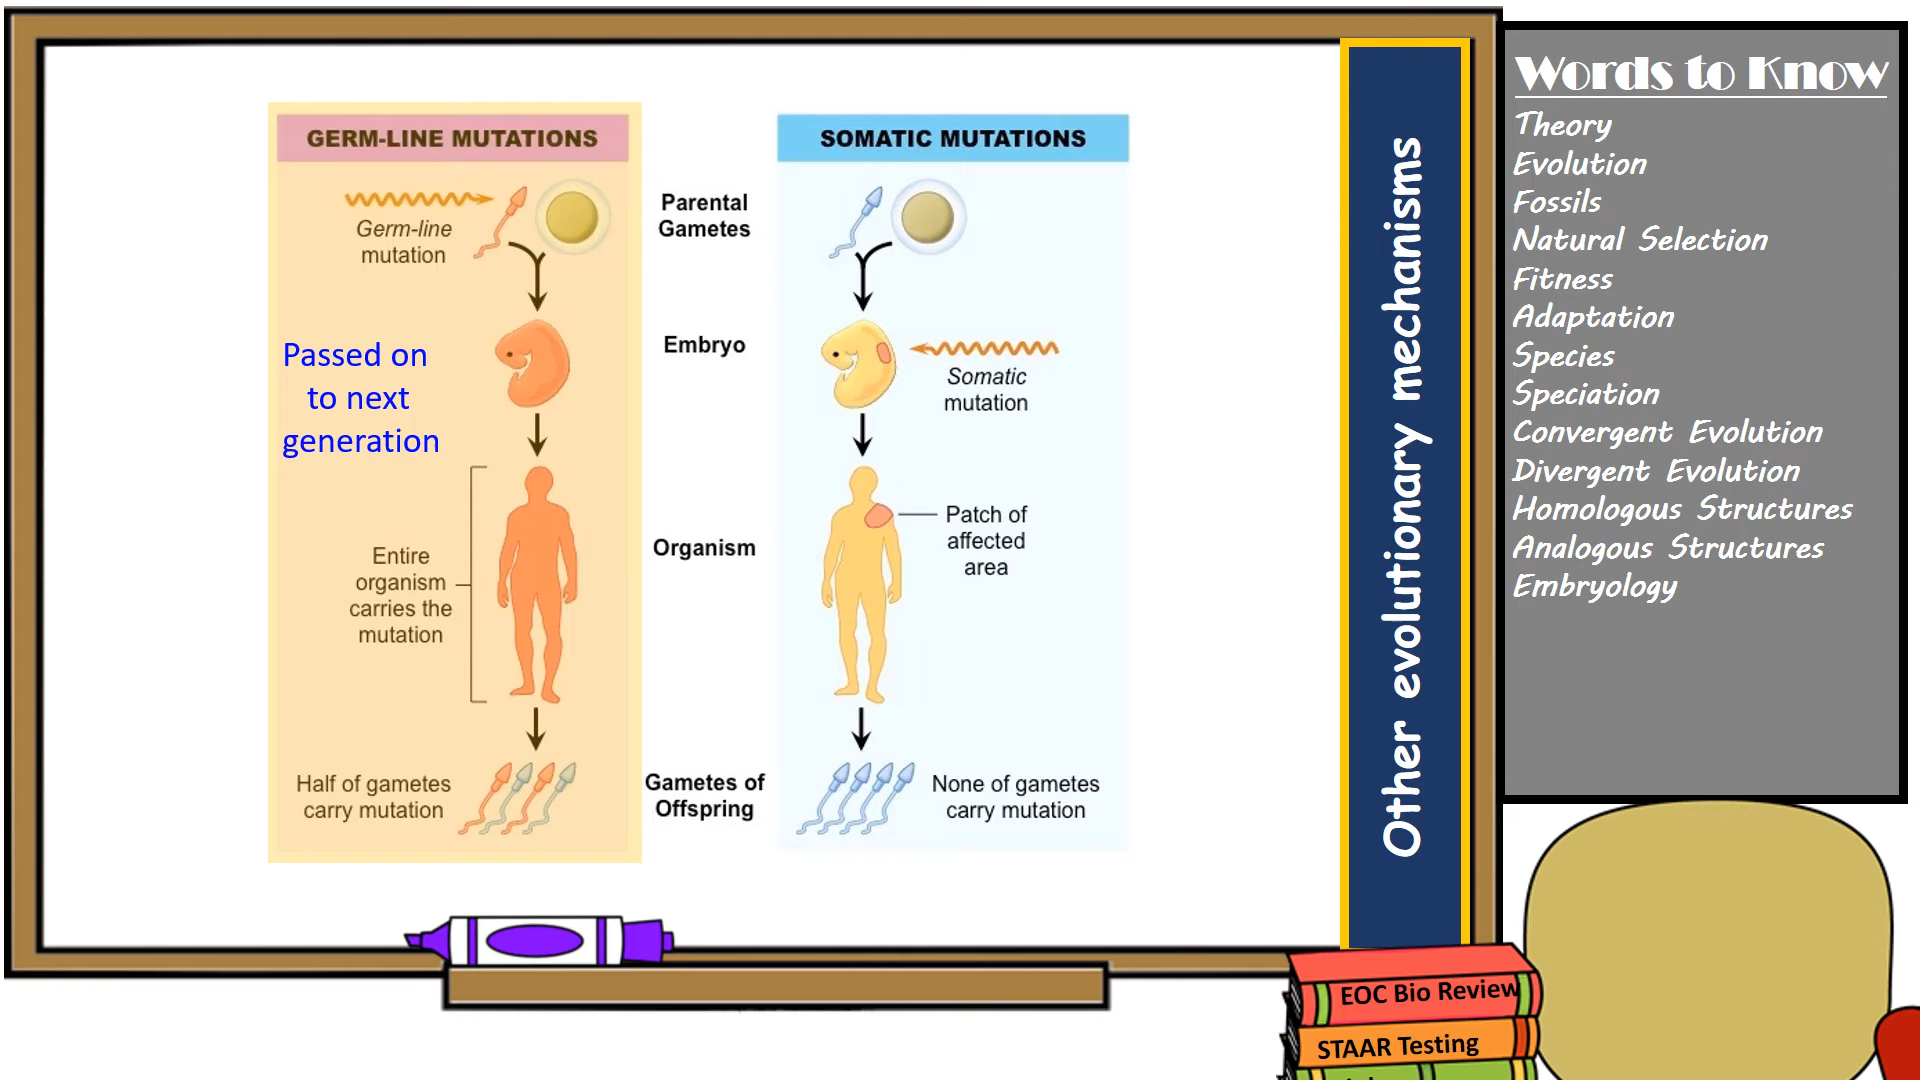 GERM-LINE MUTATIONS
Germ-line
mutation
Passed on
to next
generation
Entire
organism
carries the
mutation
Half of gametes
carry mutation
Parental
Gametes
Embryo
Organism
Gametes of
Offspring
SOMATIC MUTATIONS
Somatic
mutation
Patch of
affected
area
None of gametes
carry mutation
Other evolutionary mechanisms
Words to Know
Theory
Evolution
Fossils
Natural Selection
Fitness
Adaptation
Species
Speciation
Convergent Evolution
Divergent Evolution
Homologous Structures
Analogous Structures
Embryology
EOC Bio Review
STAAR Testing